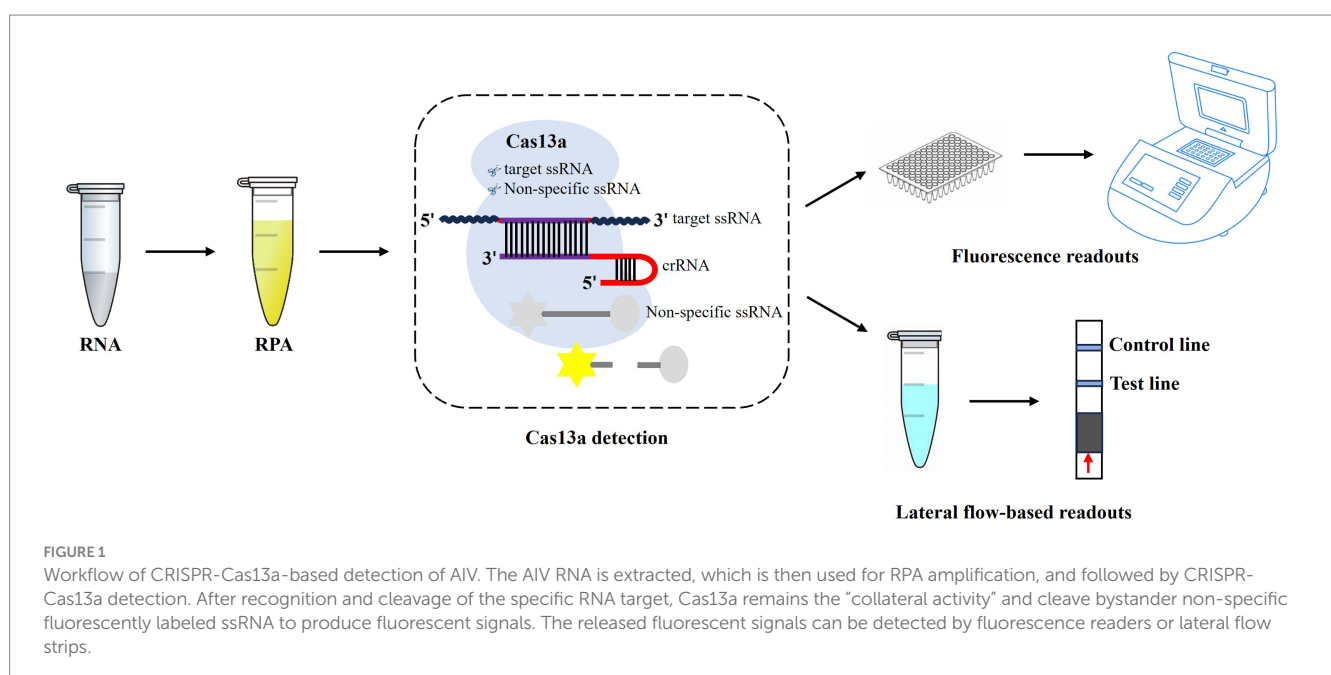 RNA
RPA
Cas13a
target ssRNA
Non-specific ssRNA
5'
3' target ssRNA
3'
crRNA
5'
Non-specific ssRNA
Cas13a detection
Fluorescence readouts
Control line
Test line
Lateral flow-based readouts
FIGURE 1
Workflow of CRISPR-Cas13a-based detection of AIV. The AIV RNA is extracted, which is then used for RPA amplification, and followed by CRISPR-
Cas13a detection. After recognition and cleavage of the specific RNA target, Cas13a remains the “collateral activity” and cleave bystander non-specific
fluorescently labeled ssRNA to produce fluorescent signals. The released fluorescent signals can be detected by fluorescence readers or lateral flow
strips.